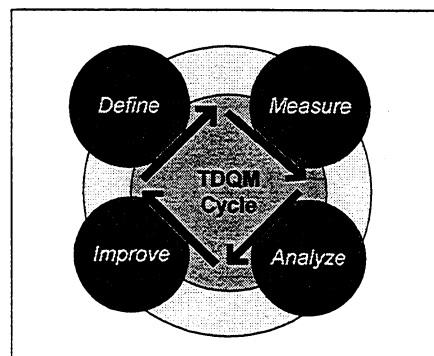 Define
Measure
TDQM
Cycle
Improve
Analyze